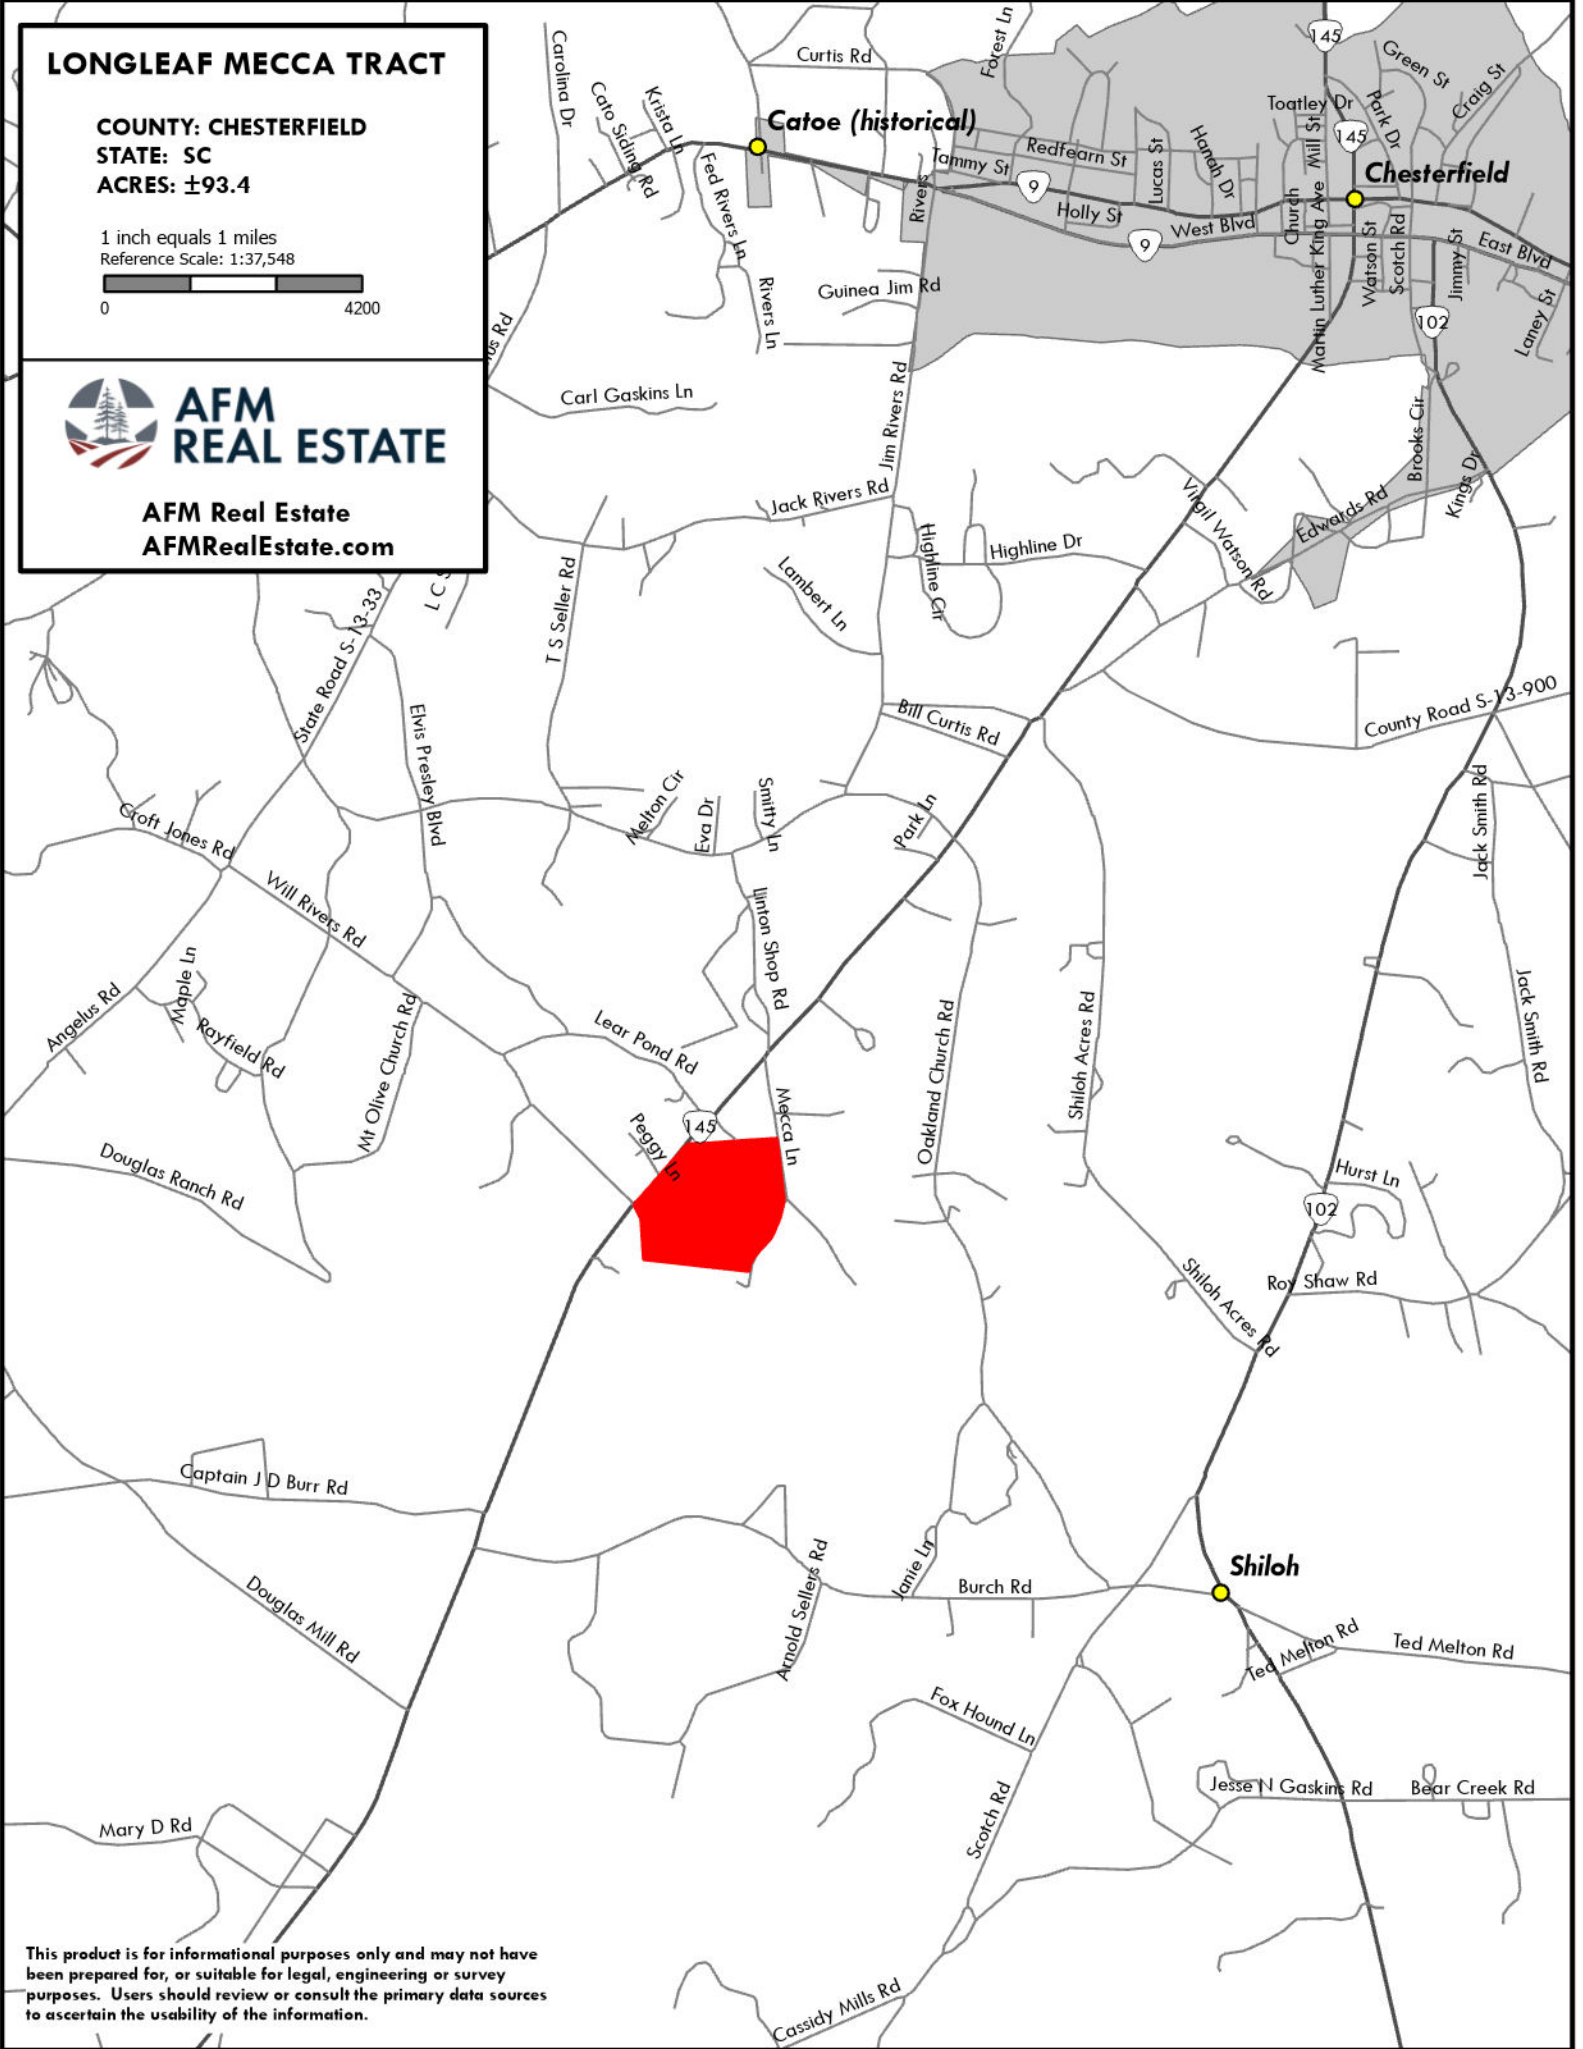 LONGLEAF MECCA TRACT
COUNTY: CHESTERFIELD
STATE: SC
ACRES: ±93.4
1 inch equals 1 miles
Reference Scale: 1:37,548
0
4200
AFM
REAL ESTATE
AFM Real Estate
AFMRealEstate.com
Carolina Dr
Cato Siding Rd
Krista Ln
Curtis Rd
Forest Ln
145
Green St
Craig St
Catoe (historical)
Toatley Dr
Park Dr
Redfearn St
Tammy St
Lucas St
Hanah Dr
Mill St
145
Chesterfield
Fed Rivers Ln
Rivers
9
Holly St
West Blvd
9
Church
Martin Luther King Ave
Watson St
Scotch Rd
Jimmy St
East Blvd
Laney St
102
Rivers Ln
Guinea Jim Rd
us Rd
Carl Gaskins Ln
Jim Rivers Rd
Brooks Cir
Kings Dr
Jack Rivers Rd
Virgil Watson Rd
Edwards Rd
Highline Cir
Highline Dr
Lambert Ln
T S Seller Rd
L C S
State Road S-13-33
Elvis Presley Blvd
Bill Curtis Rd
County Road S-13-900
Melton Cir
Eva Dr
Smitty Ln
Park Ln
Jack Smith Rd
Croft Jones Rd
Will Rivers Rd
Linton Shop Rd
Maple Ln
Angelus Rd
Rayfield Rd
Mt Olive Church Rd
Lear Pond Rd
Oakland Church Rd
Shiloh Acres Rd
Jack Smith Rd
Mecca Ln
145
Peggy Ln
Douglas Ranch Rd
Hurst Ln
102
Shiloh Acres Rd
Roy Shaw Rd
Captain J D Burr Rd
Douglas Mill Rd
Arnold Sellers Rd
Janie Ln
Burch Rd
Shiloh
Ted Melton Rd
Ted Melton Rd
Fox Hound Ln
Jesse N Gaskins Rd
Bear Creek Rd
Scotch Rd
Mary D Rd
Cassidy Mills Rd
This product is for informational purposes only and may not have
been prepared for, or suitable for legal, engineering or survey
purposes. Users should review or consult the primary data sources
to ascertain the usability of the information.